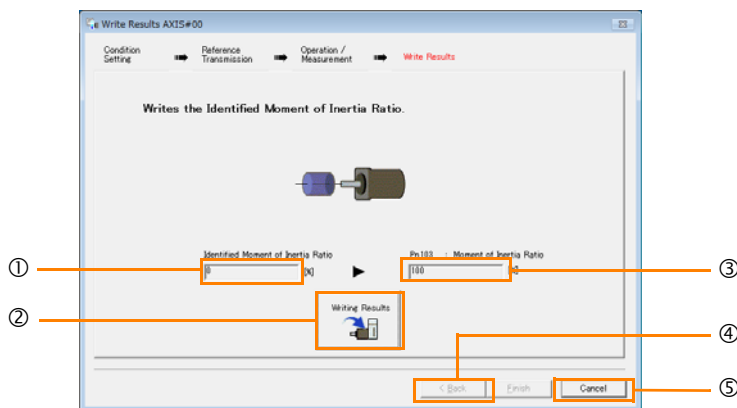 Write Results AXIS#00
Condition Setting
Reference Transmission
Operation / Measurement
Write Results
Writes the Identified Moment of Inertia Ratio.
Identified Moment of Inertia Ratio
Pn103 : Moment of Inertia Ratio
① 0 [%]
100 ③
② Writing Results
④
< Back Finish Cancel ⑤